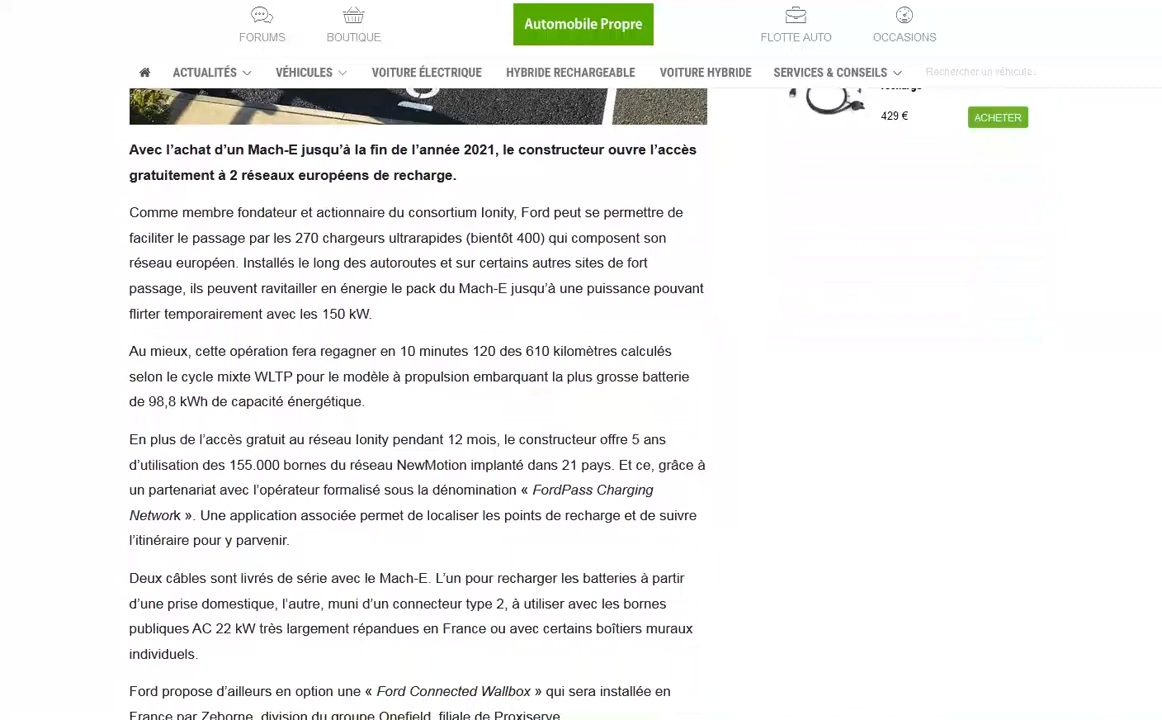 FORUMS
BOUTIQUE
Automobile Propre
FLOTTE AUTO
OCCASIONS
ACTUALITÉS
VÉHICULES
VOITURE ÉLECTRIQUE
HYBRIDE RECHARGEABLE
VOITURE HYBRIDE
SERVICES & CONSEILS
Rechercher un véhicule..
recharge
429 €
ACHETER
Avec l’achat d’un Mach-E jusqu’à la fin de l’année 2021, le constructeur ouvre l’accès
gratuitement à 2 réseaux européens de recharge.
Comme membre fondateur et actionnaire du consortium Ionity, Ford peut se permettre de
faciliter le passage par les 270 chargeurs ultrarapides (bientôt 400) qui composent son
réseau européen. Installés le long des autoroutes et sur certains autres sites de fort
passage, ils peuvent ravitailler en énergie le pack du Mach-E jusqu’à une puissance pouvant
flirter temporairement avec les 150 kW.
Au mieux, cette opération fera regagner en 10 minutes 120 des 610 kilomètres calculés
selon le cycle mixte WLTP pour le modèle à propulsion embarquant la plus grosse batterie
de 98,8 kWh de capacité énergétique.
En plus de l’accès gratuit au réseau Ionity pendant 12 mois, le constructeur offre 5 ans
d’utilisation des 155.000 bornes du réseau NewMotion implanté dans 21 pays. Et ce, grâce à
un partenariat avec l’opérateur formalisé sous la dénomination « FordPass Charging
Network ». Une application associée permet de localiser les points de recharge et de suivre
l’itinéraire pour y parvenir.
Deux câbles sont livrés de série avec le Mach-E. L’un pour recharger les batteries à partir
d’une prise domestique, l’autre, muni d’un connecteur type 2, à utiliser avec les bornes
publiques AC 22 kW très largement répandues en France ou avec certains boîtiers muraux
individuels.
Ford propose d’ailleurs en option une « Ford Connected Wallbox » qui sera installée en
France par Zeborne, division du groupe Onefield, filiale de Proxiserve.